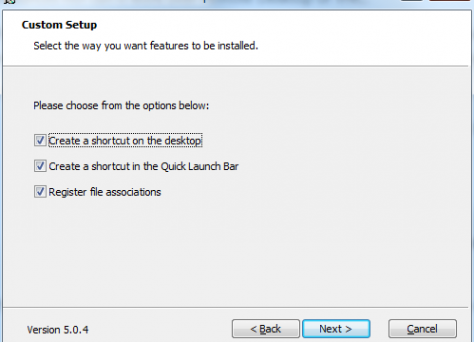 Custom Setup
Select the way you want features to be installed.
Please choose from the options below:
Create a shortcut on the desktop
Create a shortcut in the Quick Launch Bar
Register file associations
Version 5.0.4
< Back
Next >
Cancel